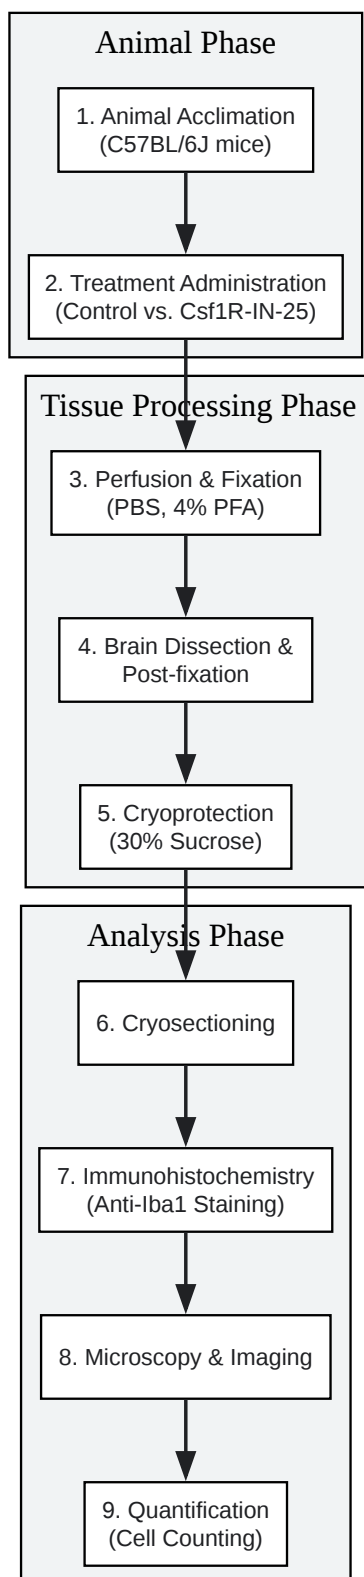 Animal Phase
1. Animal Acclimation
(C57BL/6J mice)
2. Treatment Administration
(Control vs. Csf1R-IN-25)
Tissue Processing Phase
3. Perfusion & Fixation
(PBS, 4% PFA)
4. Brain Dissection &
Post-fixation
5. Cryoprotection
(30% Sucrose)
Analysis Phase
6. Cryosectioning
7. Immunohistochemistry
(Anti-Iba1 Staining)
8. Microscopy & Imaging
9. Quantification
(Cell Counting)